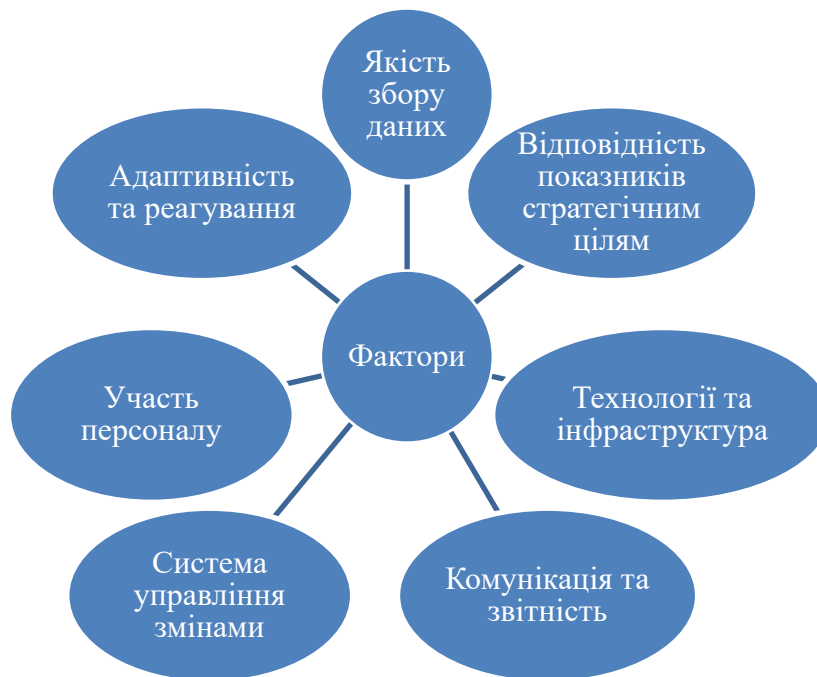 Якість
збору
даних
Відповідність
показників
стратегічним
цілям
Технології та
інфраструктура
Комунікація та
звітність
Система
управління
змінами
Участь
персоналу
Адаптивність
та реагування
Фактори